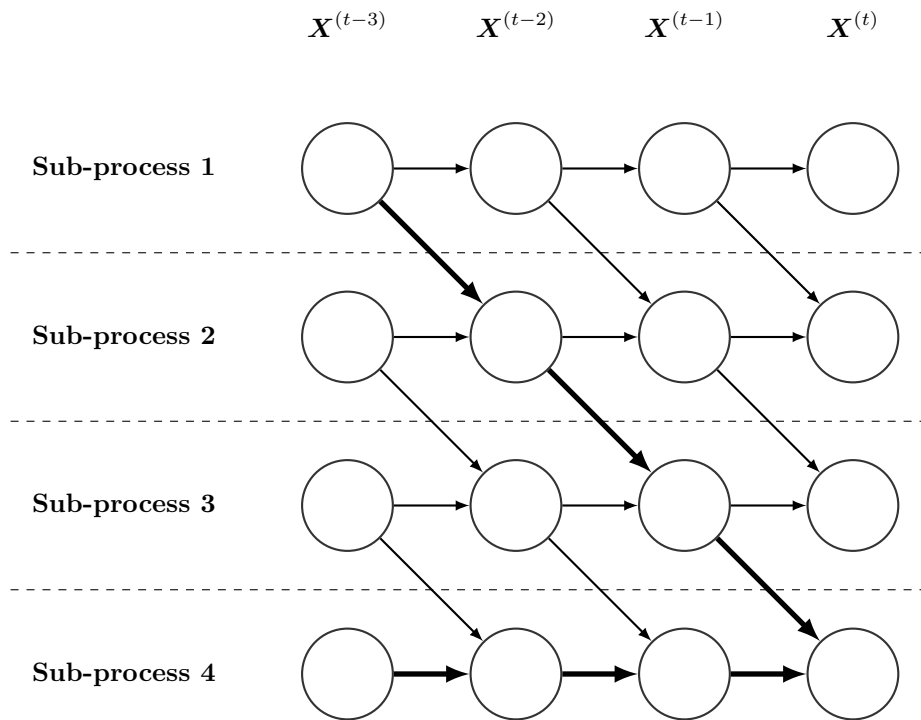 X^{(t−3)} X^{(t−2)} X^{(t−1)} X^{(t)}
Sub-process 1
Sub-process 2
Sub-process 3
Sub-process 4